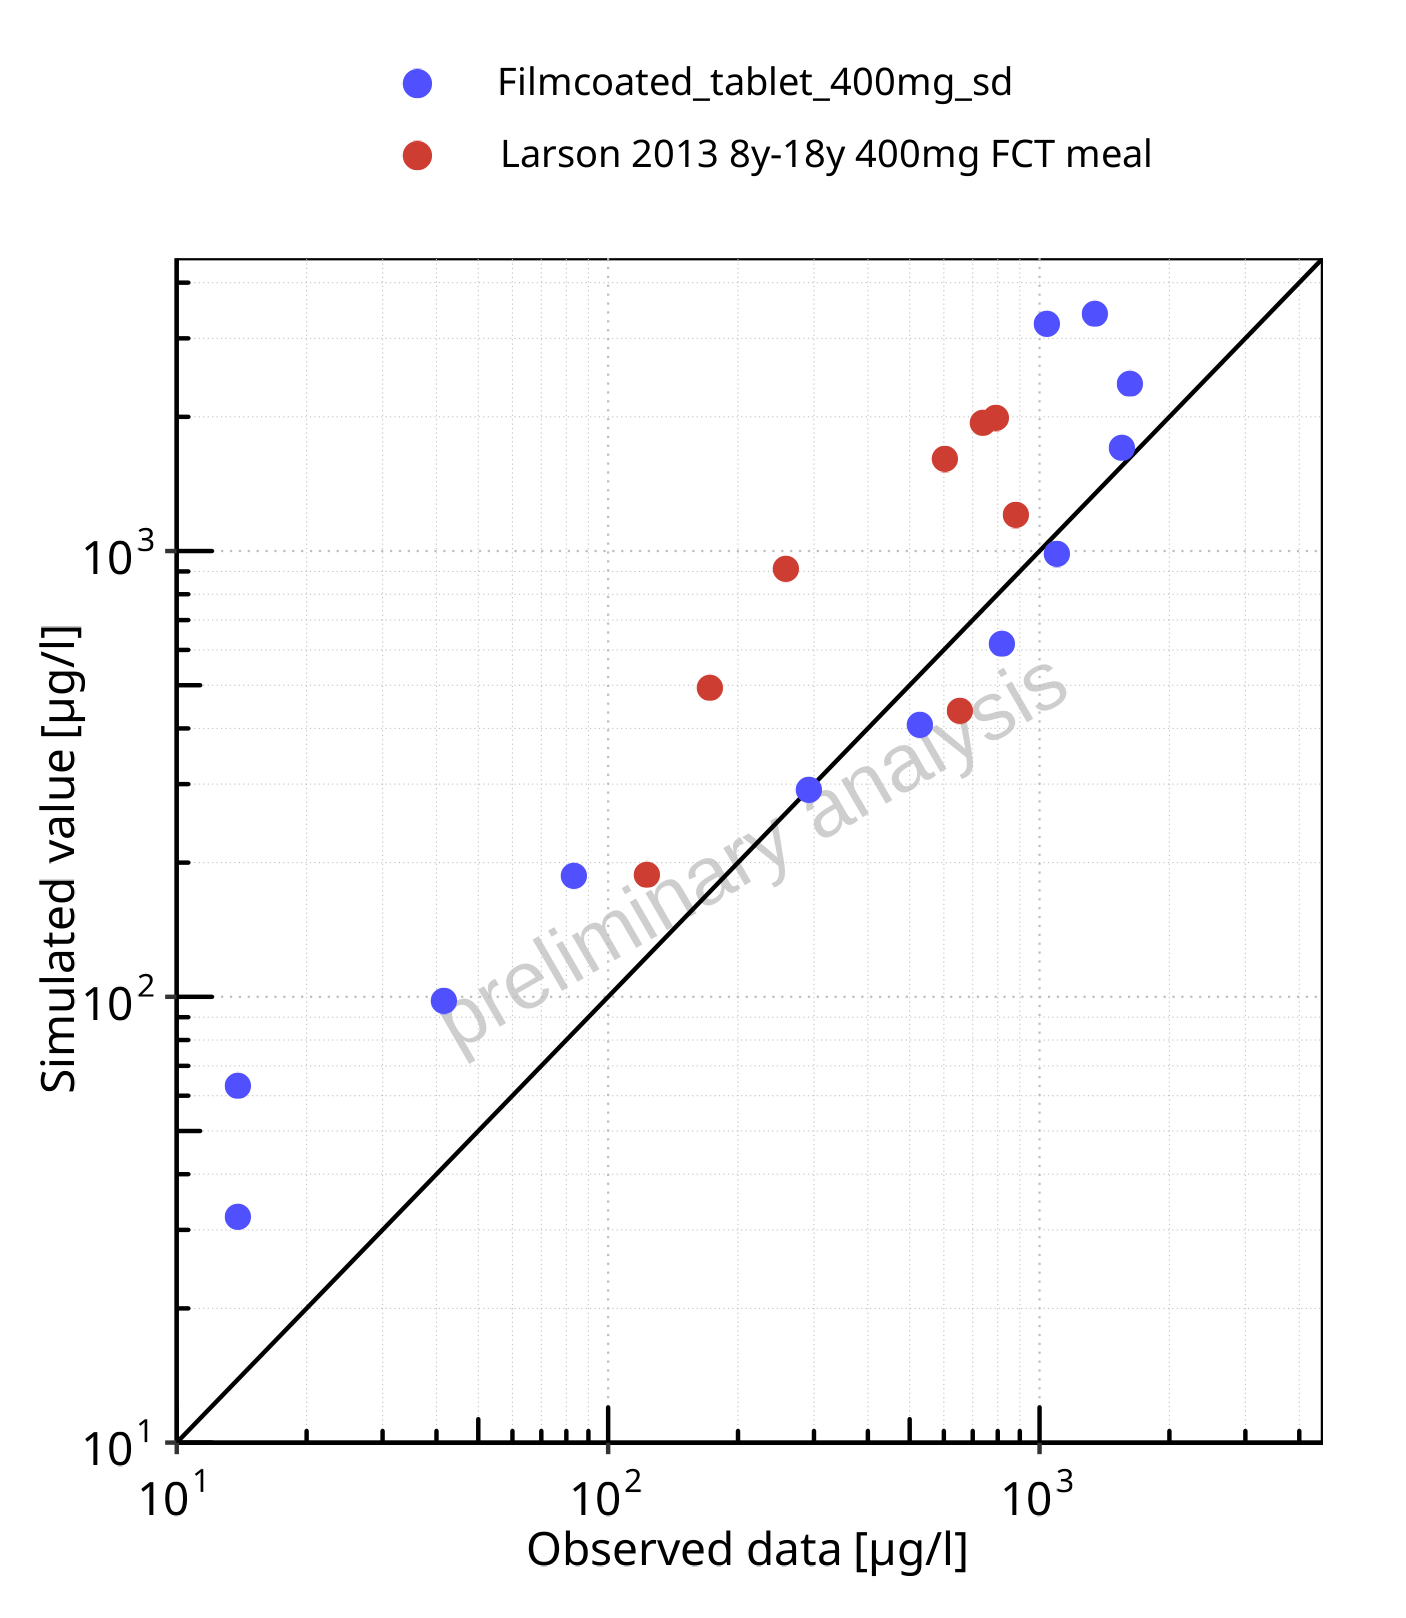 Filmcoated_tablet_400mg_sd
Larson 2013 8y-18y 400mg FCT meal
10³
10²
10¹
Simulated value [µg/l]
preliminary analysis
10¹ 10² 10³
Observed data [µg/l]